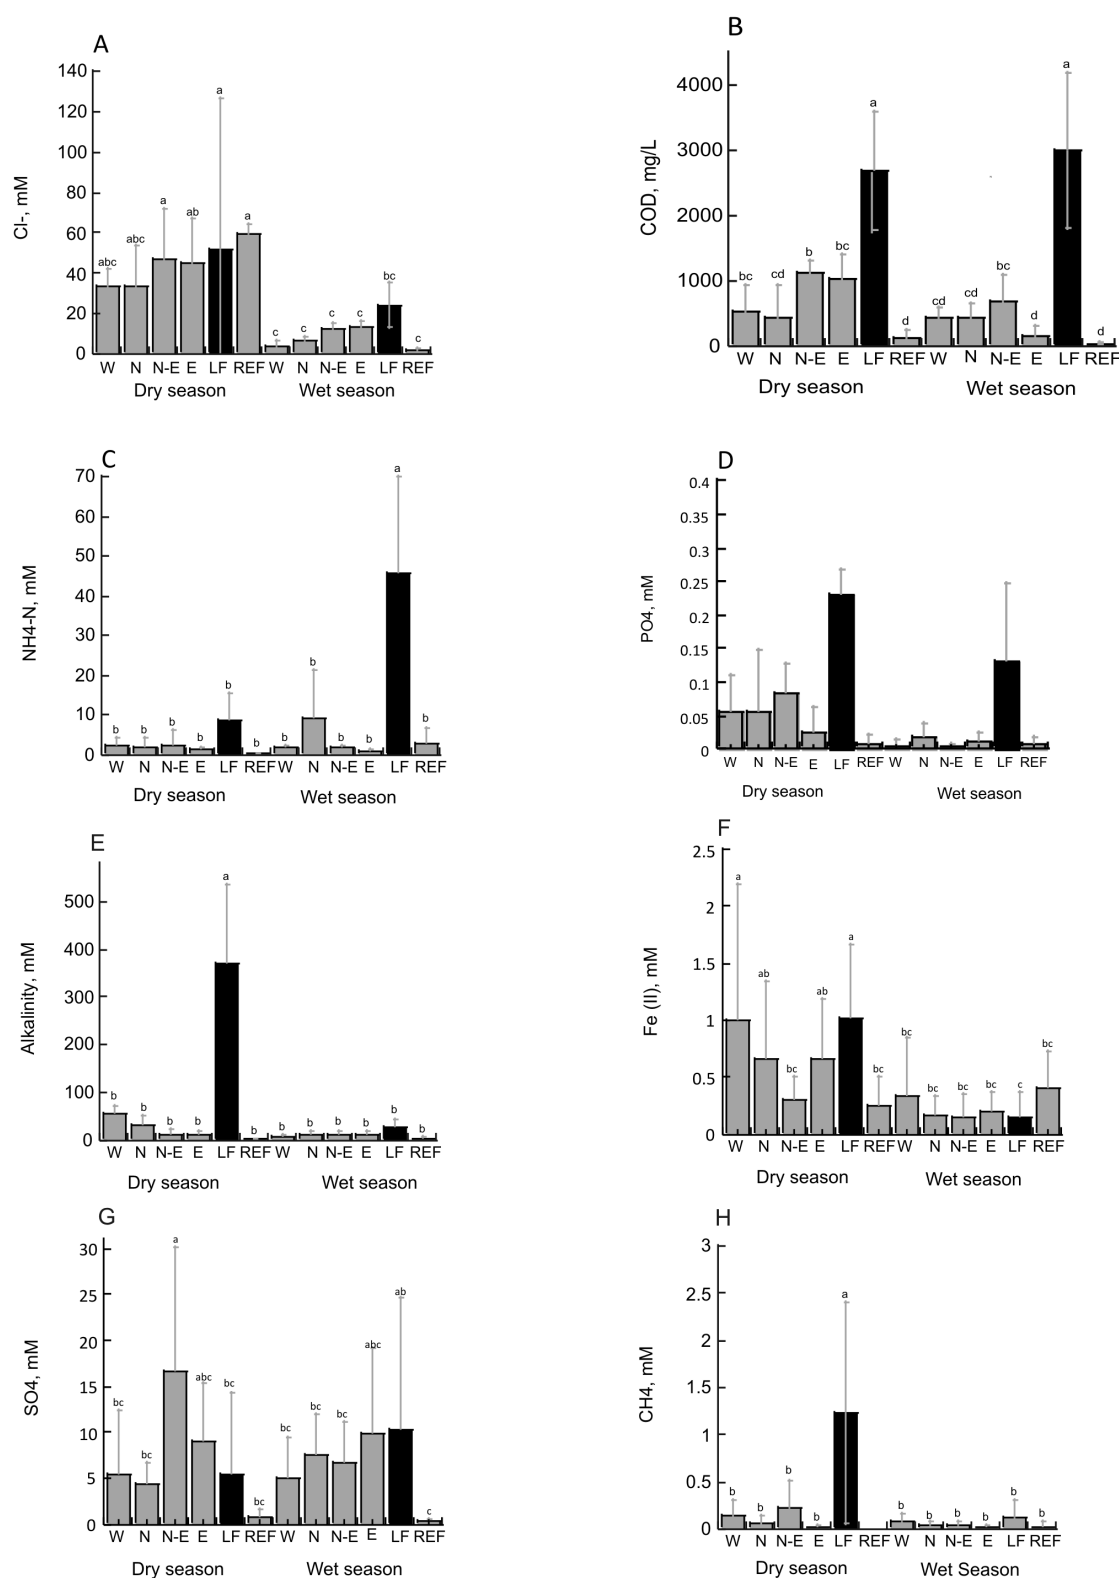 A
140
120
100
80
60
40
20
0
Cl-, mM
abc
abc
a
ab
a
a
c
c
c
c
bc
c
W N N-E E LF REF W N N-E E LF REF
Dry season Wet season
B
4000
3000
2000
1000
0
COD, mg/L
bc
cd
b
bc
a
d
cd
cd
bc
d
a
d
W N N-E E LF REF W N N-E E LF REF
Dry season Wet season
C
70
60
50
40
30
20
10
0
NH4-N, mM
b
b
b
b
b
b
b
b
b
b
a
b
W N N-E E LF REF W N N-E E LF REF
Dry season Wet season
D
0.4
0.35
0.3
0.25
0.2
0.15
0.1
0.05
0
PO4, mM
W N N-E E LF REF W N N-E E LF REF
Dry season Wet season
E
500
400
300
200
100
0
Alkalinity, mM
b
b
b
b
a
b
b
b
b
b
b
b
W N N-E E LF REF W N N-E E LF REF
Dry season Wet season
F
2.5
2
1.5
1
0.5
0
Fe (II), mM
a
ab
bc
ab
a
bc
bc
bc
bc
bc
c
bc
W N N-E E LF REF W N N-E E LF REF
Dry season Wet season
G
30
25
20
15
10
5
0
SO4, mM
bc
bc
a
abc
bc
bc
bc
bc
bc
abc
ab
c
W N N-E E LF REF W N N-E E LF REF
Dry season Wet season
H
3
2.5
2
1.5
1
0.5
0
CH4, mM
b
b
b
b
a
b
b
b
b
b
b
W N N-E E LF REF W N N-E E LF REF
Dry season Wet Season